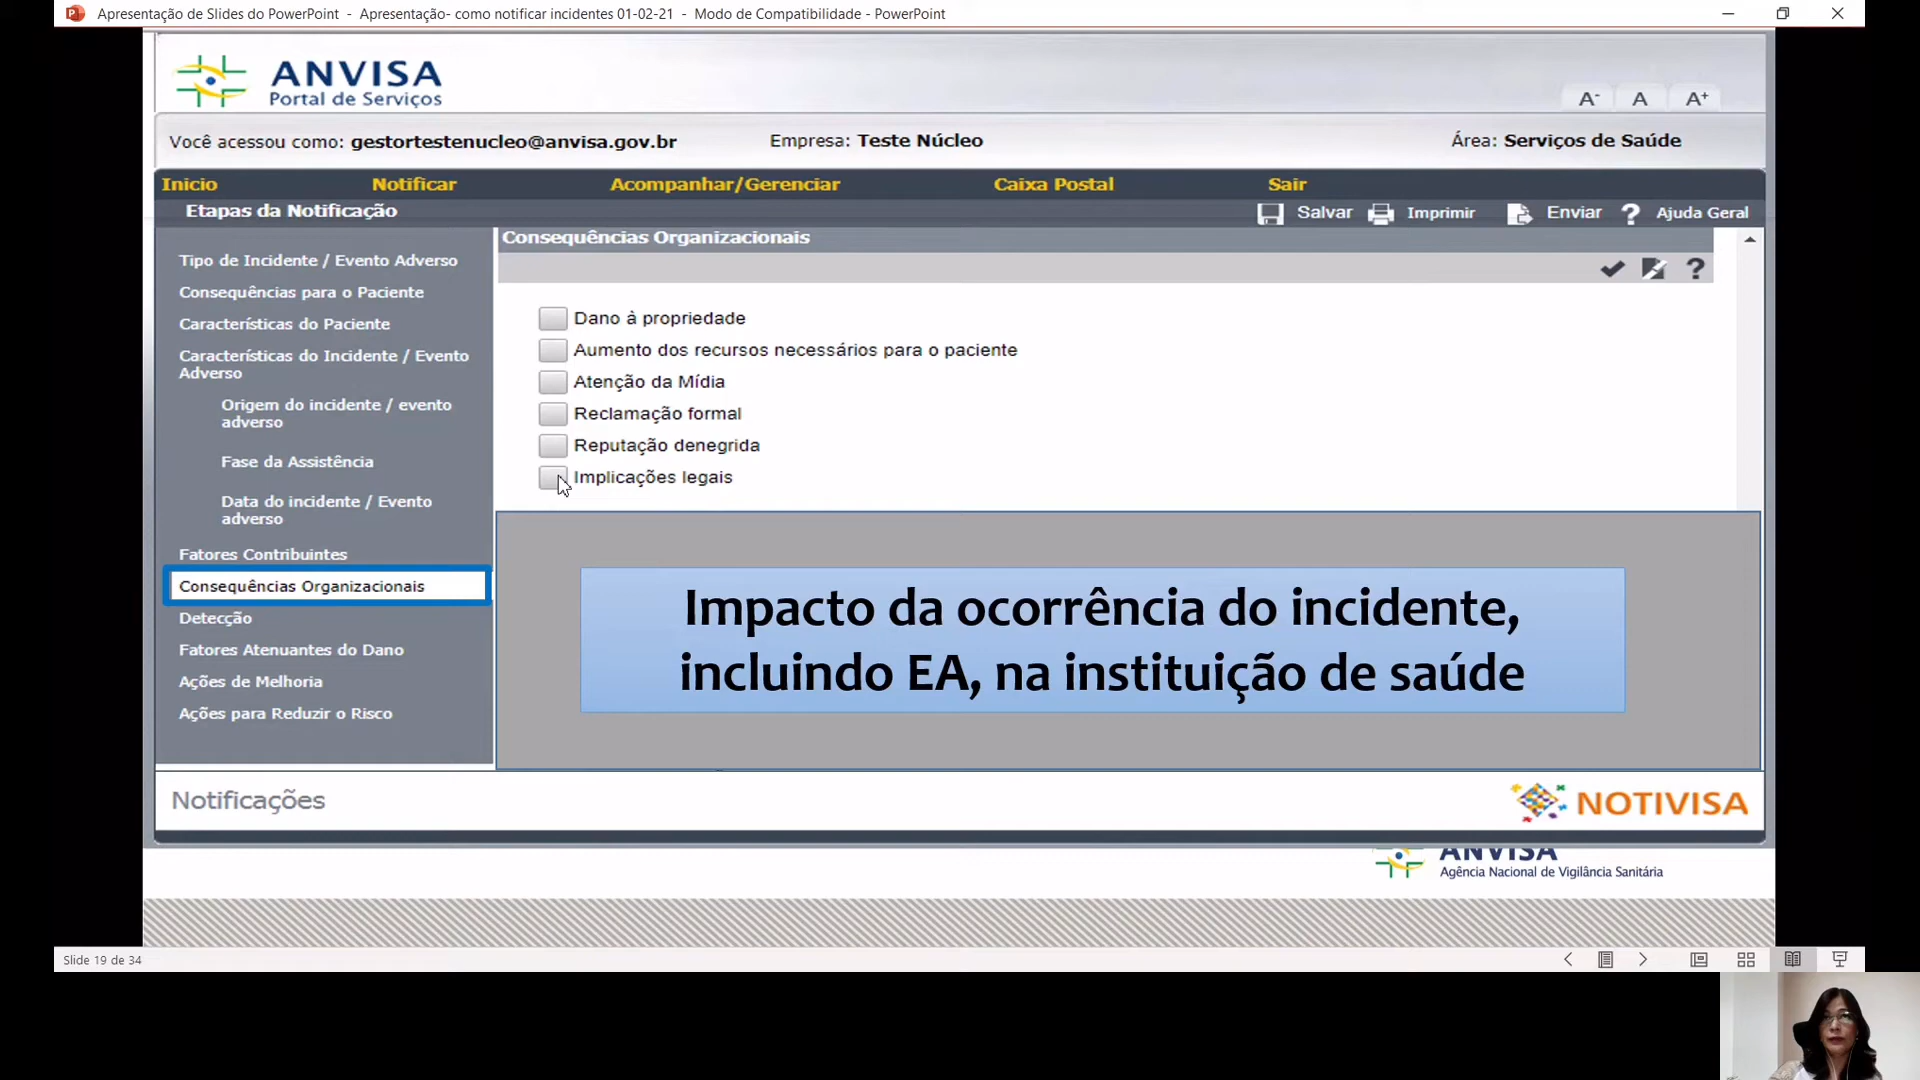 Apresentação de Slides do PowerPoint - Apresentação- como notificar incidentes 01-02-21 - Modo de Compatibilidade - PowerPoint
ANVISA
Portal de Serviços
A- A A+
Você acessou como: gestortestenucleo@anvisa.gov.br Empresa: Teste Núcleo Área: Serviços de Saúde
Inicio Notificar Acompanhar/Gerenciar Caixa Postal Sair
Etapas da Notificação Salvar Imprimir Enviar ? Ajuda Geral
Tipo de Incidente / Evento Adverso
Consequências para o Paciente
Características do Paciente
Características do Incidente / Evento
Adverso
Origem do incidente / evento
adverso
Fase da Assistência
Data do incidente / Evento
adverso
Fatores Contribuintes
Consequências Organizacionais
Detecção
Fatores Atenuantes do Dano
Ações de Melhoria
Ações para Reduzir o Risco
Consequências Organizacionais
?
Dano à propriedade
Aumento dos recursos necessários para o paciente
Atenção da Mídia
Reclamação formal
Reputação denegrida
Implicações legais
Impacto da ocorrência do incidente,
incluindo EA, na instituição de saúde
Notificações
NOTIVISA
ANVISA
Agência Nacional de Vigilância Sanitária
Slide 19 de 34